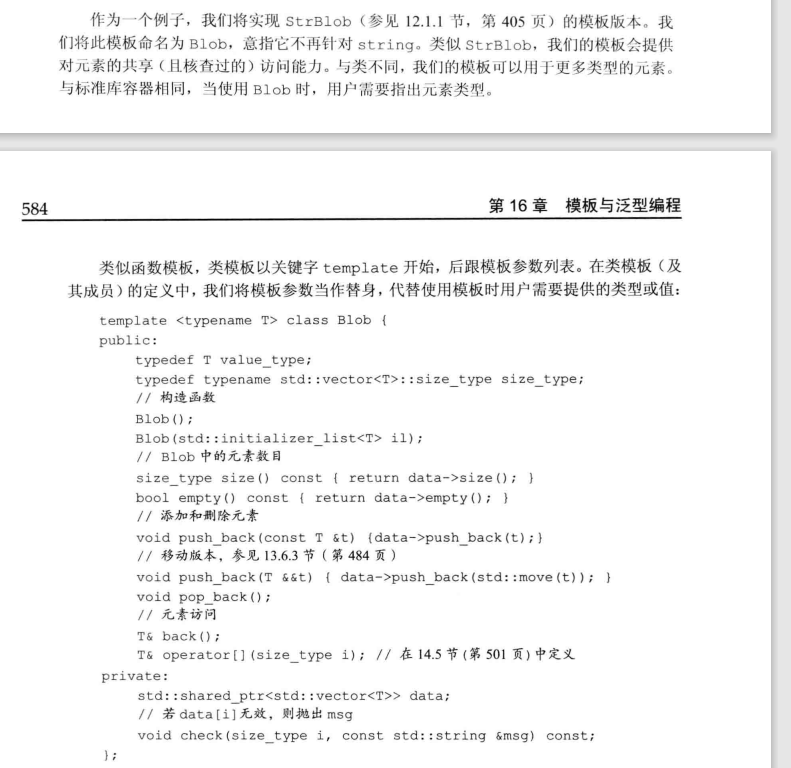 作为一个例子，我们将实现 StrBlob（参见 12.1.1 节，第 405 页）的模板版本。我
们将此模板命名为 Blob，意指它不再针对 string。类似 StrBlob，我们的模板会提供
对元素的共享（且核查过的）访问能力。与类不同，我们的模板可以用于更多类型的元素。
与标准库容器相同，当使用 Blob 时，用户需要指出元素类型。
584
第 16 章 模板与泛型编程
类似函数模板，类模板以关键字 template 开始，后跟模板参数列表。在类模板（及
其成员）的定义中，我们将模板参数当作替身，代替使用模板时用户需要提供的类型或值：
template <typename T> class Blob {
public:
typedef T value_type;
typedef typename std::vector<T>::size_type size_type;
// 构造函数
Blob();
Blob(std::initializer_list<T> il);
// Blob 中的元素数目
size_type size() const { return data->size(); }
bool empty() const { return data->empty(); }
// 添加和删除元素
void push_back(const T &t) {data->push_back(t);}
// 移动版本，参见 13.6.3 节（第 484 页）
void push_back(T &&t) { data->push_back(std::move(t)); }
void pop_back();
// 元素访问
T& back();
T& operator[](size_type i); // 在 14.5 节(第 501 页)中定义
private:
std::shared_ptr<std::vector<T>> data;
// 若 data[i]无效，则抛出 msg
void check(size_type i, const std::string &msg) const;
};